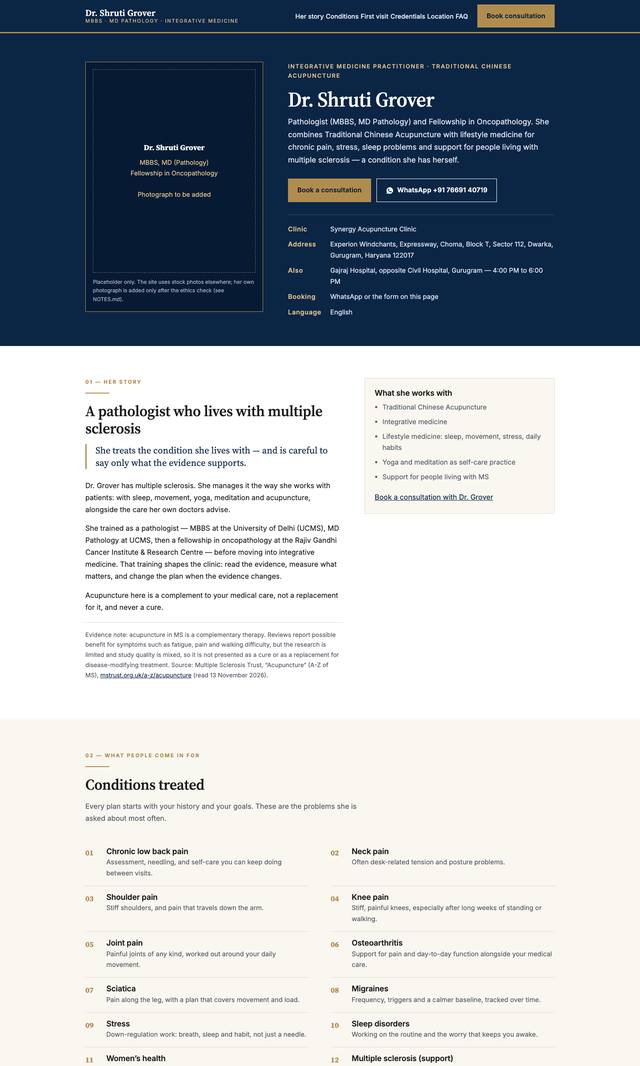 Dr. Shruti Grover
MBBS · MD PATHOLOGY · INTEGRATIVE MEDICINE
Her story Conditions First visit Credentials Location FAQ
Book consultation
Dr. Shruti Grover
MBBS, MD (Pathology)
Fellowship in Oncopathology
Photograph to be added
Placeholder only. The site uses stock photos elsewhere; her own
photograph is added only after the ethics check (see
NOTES.md).
INTEGRATIVE MEDICINE PRACTITIONER · TRADITIONAL CHINESE
ACUPUNCTURE
Dr. Shruti Grover
Pathologist (MBBS, MD Pathology) and Fellowship in Oncopathology. She
combines Traditional Chinese Acupuncture with lifestyle medicine for
chronic pain, stress, sleep problems and support for people living with
multiple sclerosis — a condition she has herself.
Book a consultation
WhatsApp +91 76691 40719
Clinic Synergy Acupuncture Clinic
Address Experion Windchants, Expressway, Choma, Block T, Sector 112, Dwarka,
Gurugram, Haryana 122017
Also Gajraj Hospital, opposite Civil Hospital, Gurugram — 4:00 PM to 6:00
PM
Booking WhatsApp or the form on this page
Language English
01 — HER STORY
A pathologist who lives with multiple
sclerosis
She treats the condition she lives with — and is careful to
say only what the evidence supports.
Dr. Grover has multiple sclerosis. She manages it the way she works with
patients: with sleep, movement, yoga, meditation and acupuncture,
alongside the care her own doctors advise.
She trained as a pathologist — MBBS at the University of Delhi (UCMS), MD
Pathology at UCMS, then a fellowship in oncopathology at the Rajiv Gandhi
Cancer Institute & Research Centre — before moving into integrative
medicine. That training shapes the clinic: read the evidence, measure what
matters, and change the plan when the evidence changes.
Acupuncture here is a complement to your medical care, not a replacement
for it, and never a cure.
Evidence note: acupuncture in MS is a complementary therapy. Reviews report possible
benefit for symptoms such as fatigue, pain and walking difficulty, but the research is
limited and study quality is mixed, so it is not presented as a cure or as a replacement for
disease-modifying treatment. Source: Multiple Sclerosis Trust, "Acupuncture" (A-Z of
MS), mstrust.org.uk/a-z/acupuncture (read 13 November 2026).
What she works with
• Traditional Chinese Acupuncture
• Integrative medicine
• Lifestyle medicine: sleep, movement, stress, daily
habits
• Yoga and meditation as self-care practice
• Support for people living with MS
Book a consultation with Dr. Grover
02 — WHAT PEOPLE COME IN FOR
Conditions treated
Every plan starts with your history and your goals. These are the problems she is
asked about most often.
01 Chronic low back pain
Assessment, needling, and self-care you can keep doing
between visits.
02 Neck pain
Often desk-related tension and posture problems.
03 Shoulder pain
Stiff shoulders, and pain that travels down the arm.
04 Knee pain
Stiff, painful knees, especially after long weeks of standing or
walking.
05 Joint pain
Painful joints of any kind, worked out around your daily
movement.
06 Osteoarthritis
Support for pain and day-to-day function alongside your medical
care.
07 Sciatica
Pain along the leg, with a plan that covers movement and load.
08 Migraines
Frequency, triggers and a calmer baseline, tracked over time.
09 Stress
Down-regulation work: breath, sleep and habit, not just a needle.
10 Sleep disorders
Working on the routine and the worry that keeps you awake.
11 Women's health
12 Multiple sclerosis (support)